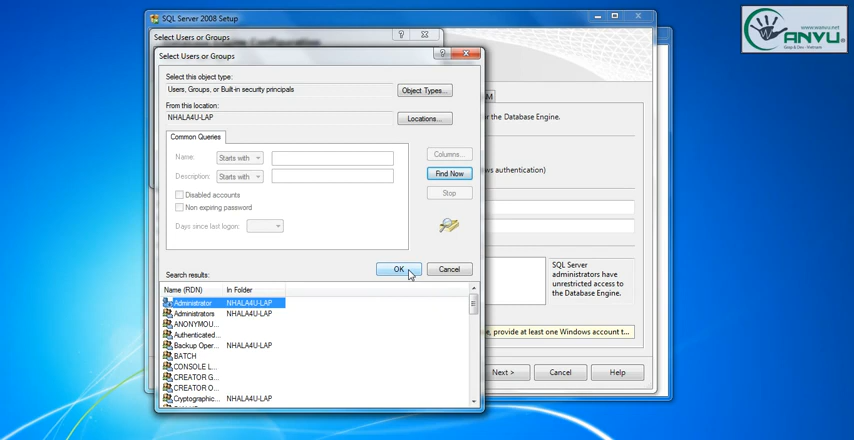 SQL Server 2008 Setup
www.wanvu.net
ANVU
Select Users or Groups
Select Users or Groups
Select this object type:
Users, Groups, or Built-in security principals
Object Types...
From this location:
NHALA4U-LAP
Locations...
Common Queries
Name:
Starts with
Columns...
Description:
Starts with
Find Now
Disabled accounts
Stop
Non expiring password
Days since last logon:
OK
Cancel
Search results:
Name (RDN)
In Folder
Administrator
NHALA4U-LAP
Administrators
NHALA4U-LAP
ANONYMOU...
Authenticated...
Backup Oper...
NHALA4U-LAP
BATCH
CONSOLE L...
CREATOR G...
CREATOR O...
Cryptographic...
NHALA4U-LAP
M
or the Database Engine.
ws authentication)
SQL Server
administrators have
unrestricted access to
the Database Engine.
e, provide at least one Windows account t...
Next >
Cancel
Help